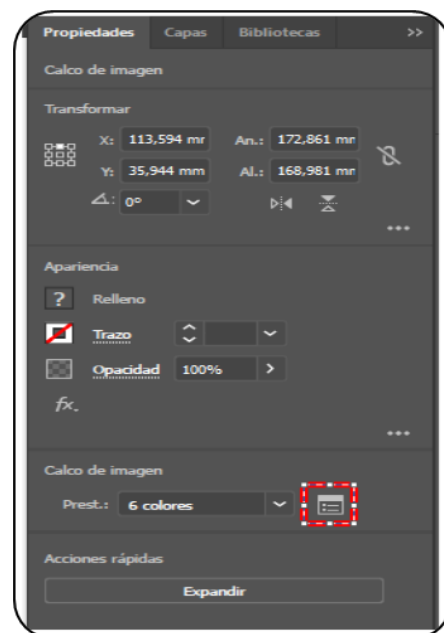 Propiedades Capas Bibliotecas >>
Calco de imagen
Transformar
X: 113,594 mr An.: 172,861 mr
Y: 35,944 mm Al.: 168,981 mr
0°
Apariencia
? Relleno
Trazo
Opacidad 100%
fx.
Calco de imagen
Prest.: 6 colores
Acciones rápidas
Expandir